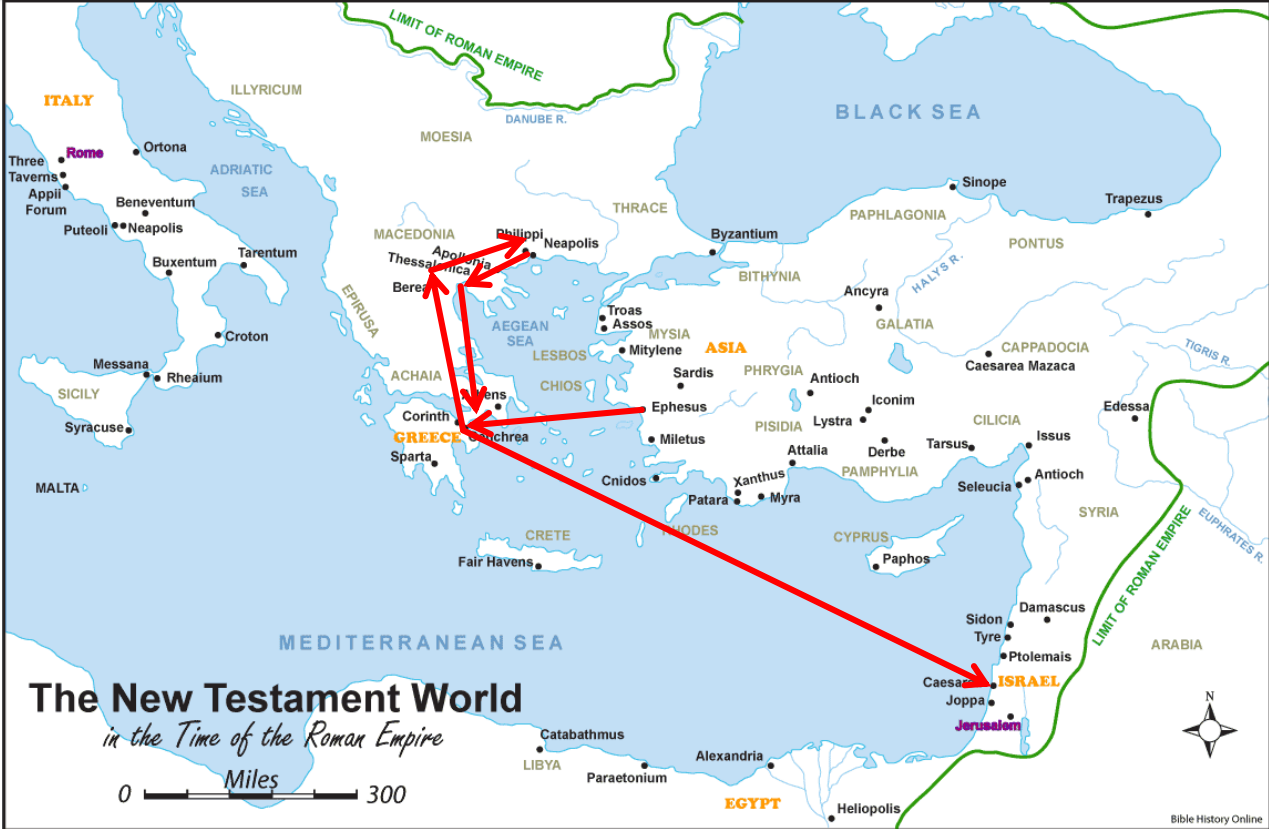 LIMIT OF ROMAN EMPIRE
ITALY
ILLYRICUM
BLACK SEA
DANUBE R.
MOESIA
Three
Taverns
Rome
Ortona
ADRIATIC
SEA
Appii
Forum
Beneventum
Puteoli
Neapolis
Sinope
Trapezus
THRACE
PAPHLAGONIA
MACEDONIA
Philippi
Neapolis
Byzantium
PONTUS
Tarentum
Buxentum
Apollonia
Thessalonica
Berea
BITHYNIA
HALYS R.
EPIRUSA
Ancyra
Troas
Assos
GALATIA
AEGEAN
SEA
MYSIA
Croton
LESBOS
Mitylene
ASIA
CAPPADOCIA
Caesarea Mazaca
TIGRIS R.
Messana
Rheaium
SICILY
ACHAIA
CHIOS
Sardis
PHRYGIA
Antioch
Corinth
Ephesus
Iconim
Lystra
CILICIA
Edessa
Syracuse
GREECE
Cenchrea
Miletus
PISIDIA
Derbe
Tarsus
Issus
Sparta
Attalia
PAMPHYLIA
MALTA
Cnidos
Xanthus
Patara
Myra
Seleucia
Antioch
SYRIA
EUPHRATES R.
CRETE
RHODES
CYPRUS
Fair Havens
Paphos
LIMIT OF ROMAN EMPIRE
Damascus
Sidon
Tyre
MEDITERRANEAN SEA
Ptolemais
ARABIA
ISRAEL
Joppa
Jerusalem
The New Testament World
in the Time of the Roman Empire
Miles
0 300
N
Catabathmus
LIBYA
Paraetonium
Alexandria
EGYPT
Heliopolis
Bible History Online